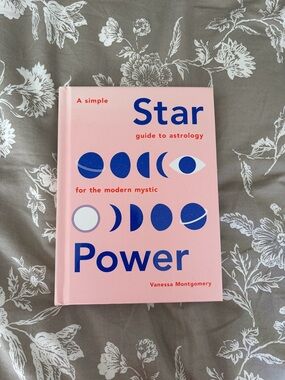 A simple
Star
guide to astrology
for the modern mystic
Power
Vanessa Montgomery